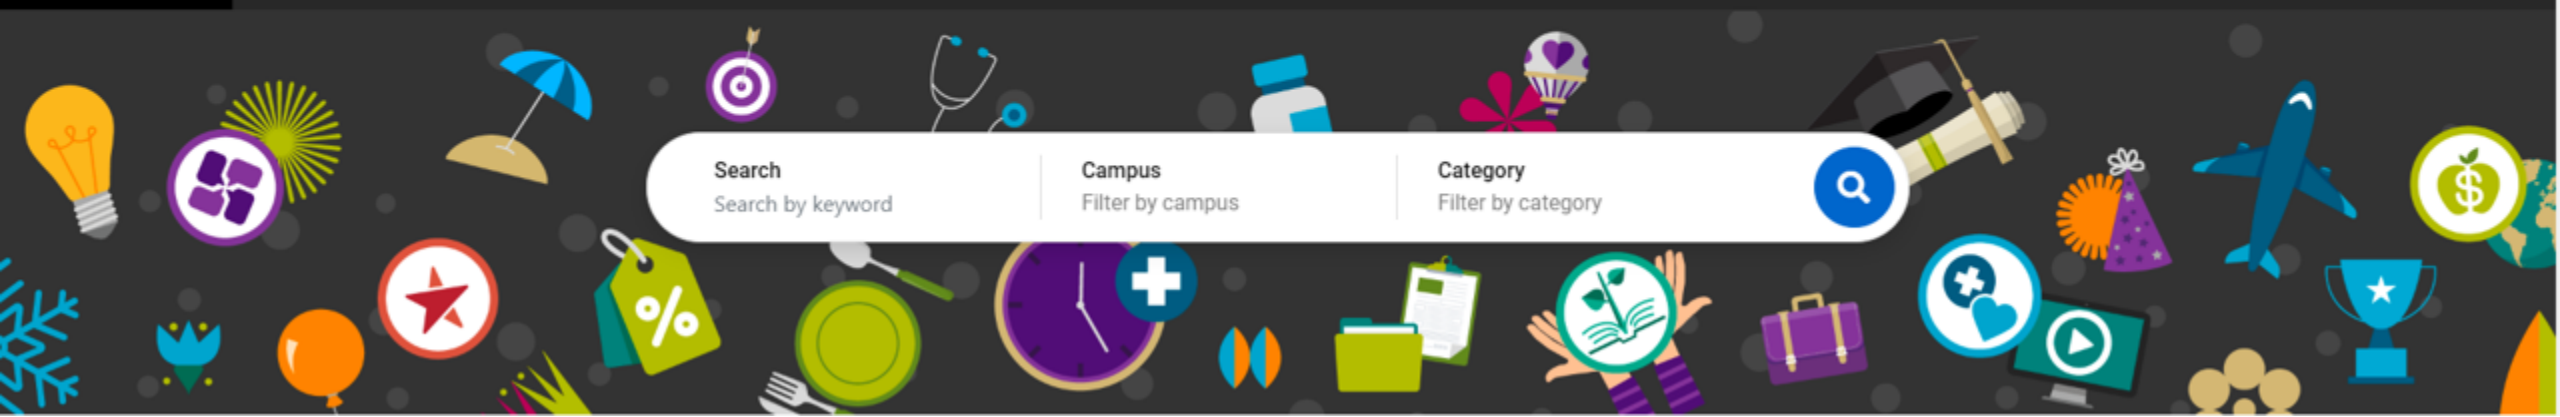 Search
Search by keyword
Campus
Filter by campus
Category
Filter by category
%
$